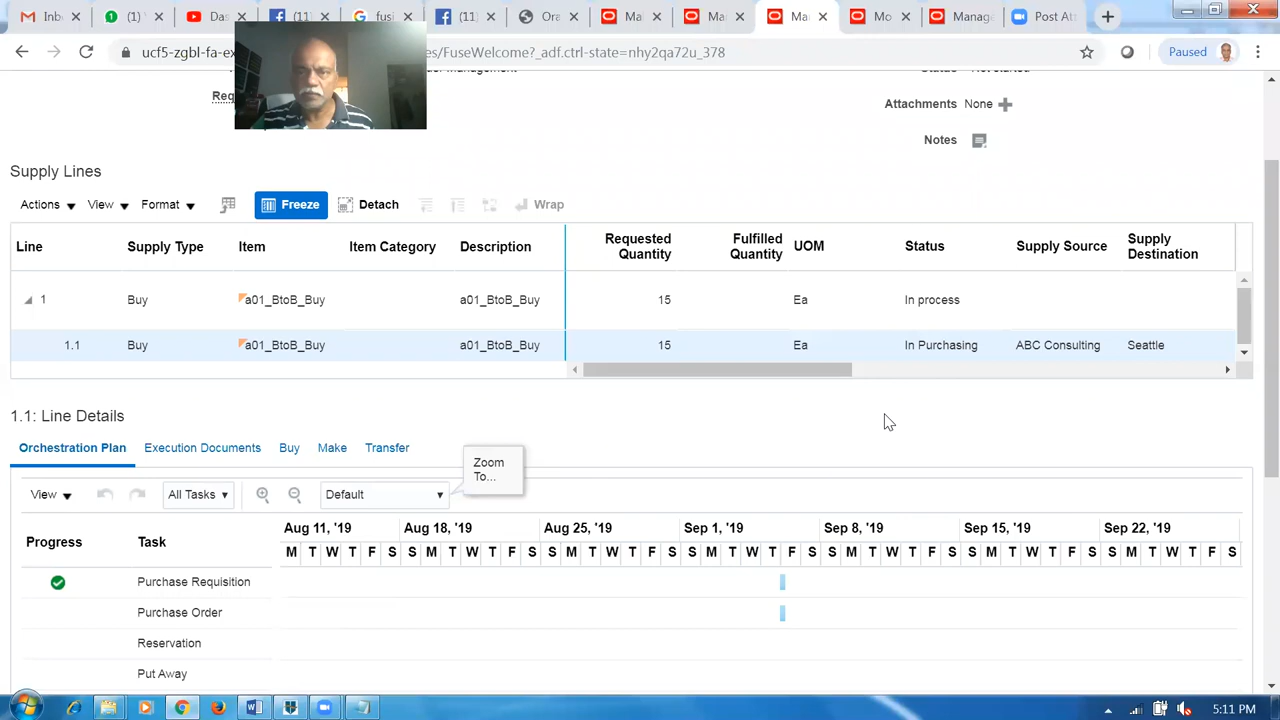 Inb
(1)
Das
(11
fusi
(11
Ma
Ma
Ma
Mo
Manag
Post At
ucf5-zgbl-fa-ex
es/FuseWelcome?_adf.ctrl-state=nhy2qa72u_378
Paused
Req
Attachments None
Notes
Supply Lines
Actions View Format Freeze Detach Wrap
Line Supply Type Item Item Category Description Requested Quantity Fulfilled Quantity UOM Status Supply Source Supply Destination
1 Buy a01_BtoB_Buy a01_BtoB_Buy 15 Ea In process
1.1 Buy a01_BtoB_Buy a01_BtoB_Buy 15 Ea In Purchasing ABC Consulting Seattle
1.1: Line Details
Orchestration Plan Execution Documents Buy Make Transfer
Zoom
To...
View All Tasks Default
Progress Task Aug 11, '19 Aug 18, '19 Aug 25, '19 Sep 1, '19 Sep 8, '19 Sep 15, '19 Sep 22, '19
M T W T F S S M T W T F S S M T W T F S S M T W T F S S M T W T F S S M T W T F S S M T W T F S
Purchase Requisition
Purchase Order
Reservation
Put Away
5:11 PM